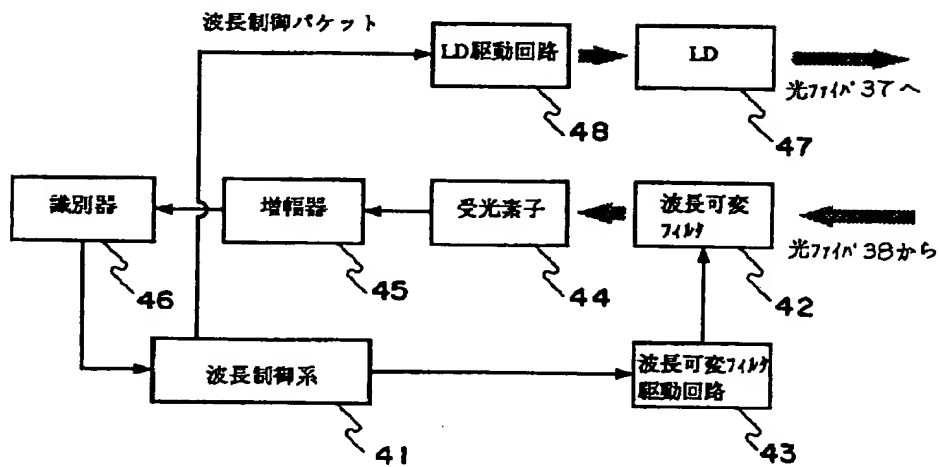 波長制御パケット
LD駆動回路
LD
光ファイバ37へ
48
47
識別器
増幅器
受光素子
波長可変
フィルタ
光ファイバ38から
46
45
44
42
波長制御系
波長可変フィルタ
駆動回路
41
43